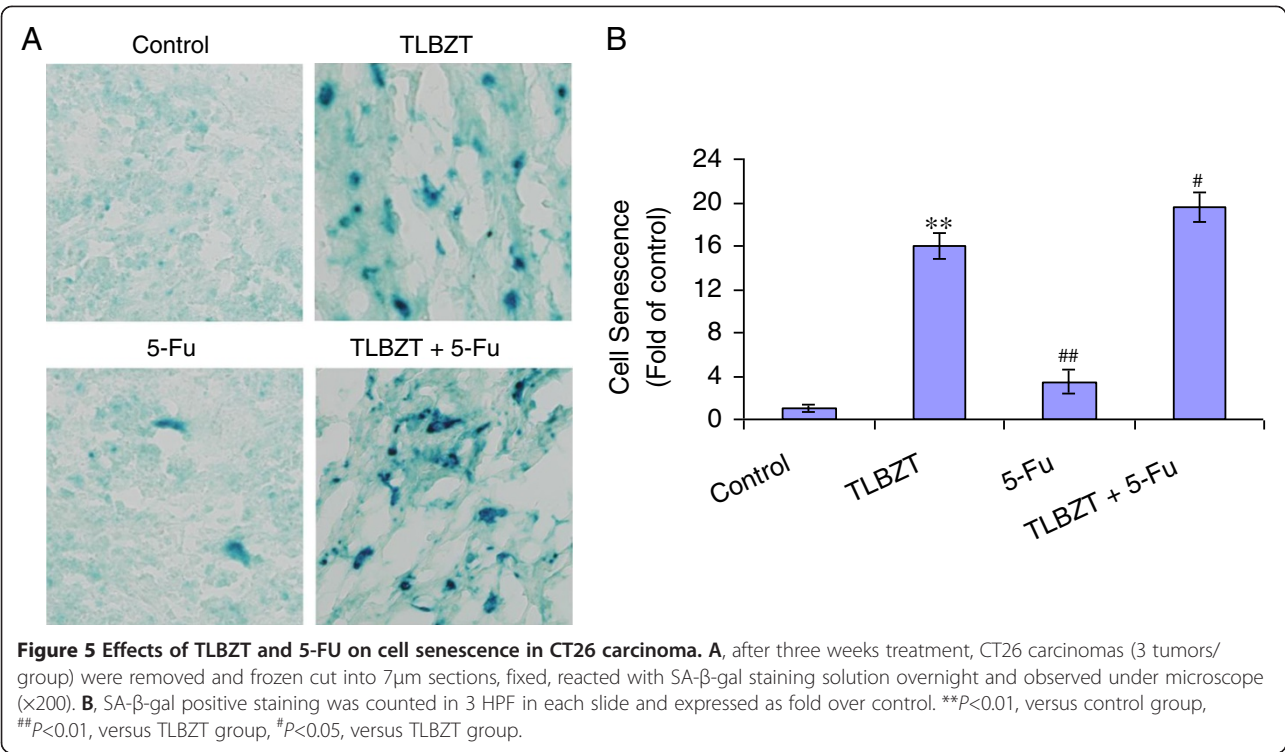 A
Control
TLBZT
5-Fu
TLBZT + 5-Fu
B
Cell Senescence
(Fold of control)
24
20
16
12
8
4
0
**
##
#
Control
TLBZT
5-Fu
TLBZT + 5-Fu
Figure 5 Effects of TLBZT and 5-FU on cell senescence in CT26 carcinoma. A, after three weeks treatment, CT26 carcinomas (3 tumors/
group) were removed and frozen cut into 7μm sections, fixed, reacted with SA-β-gal staining solution overnight and observed under microscope
(×200). B, SA-β-gal positive staining was counted in 3 HPF in each slide and expressed as fold over control. **P<0.01, versus control group,
##P<0.01, versus TLBZT group, #P<0.05, versus TLBZT group.